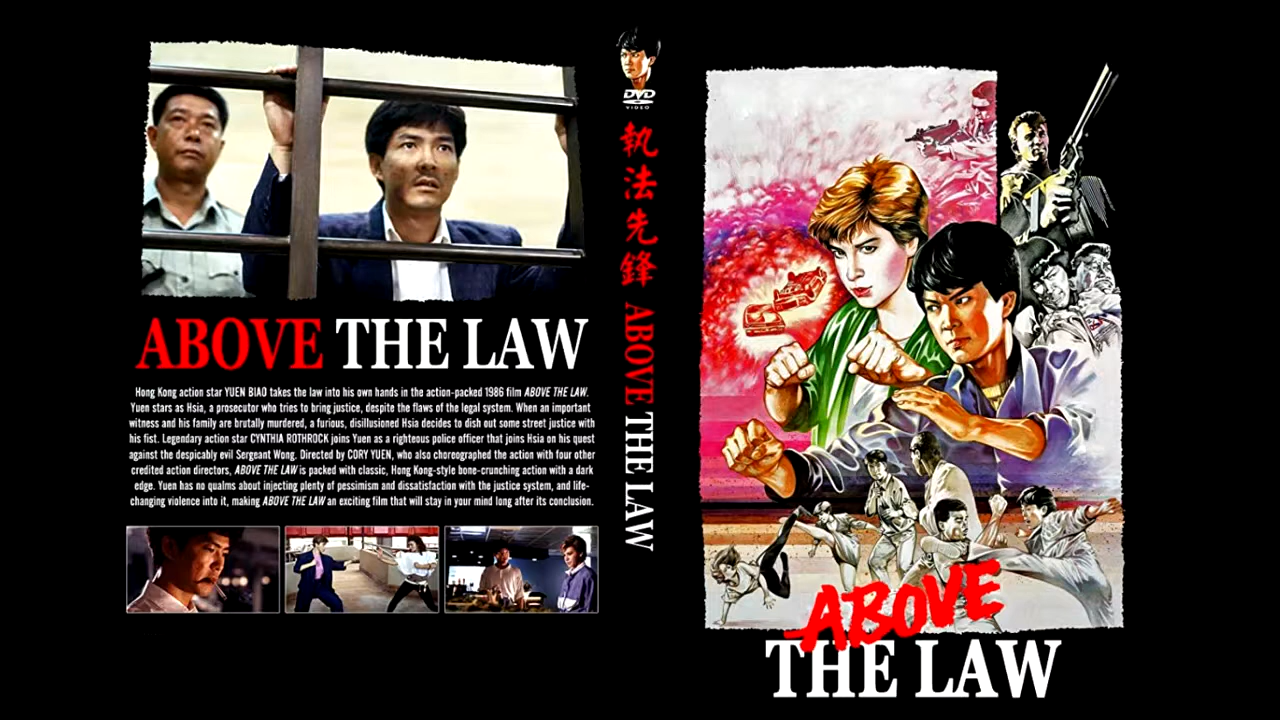 ABOVE THE LAW
Hong Kong action star YUEN BIAO takes the law into his own hands in the action-packed 1986 film ABOVE THE LAW.
Yuen stars as Hsia, a prosecutor who tries to bring justice, despite the flaws of the legal system. When an important
witness and his family are brutally murdered, a furious, disillusioned Hsia decides to dish out some street justice with
his fist. Legendary action star CYNTHIA ROTHROCK joins Yuen as a righteous police officer that joins Hsia on his quest
against the despicably evil Sergeant Wong. Directed by CORY YUEN, who also choreographed the action with four other
credited action directors, ABOVE THE LAW is packed with classic, Hong Kong-style bone-crunching action with a dark
edge. Yuen has no qualms about injecting plenty of pessimism and dissatisfaction with the justice system, and life-
changing violence into it, making ABOVE THE LAW an exciting film that will stay in your mind long after its conclusion.
DVD
VIDEO
執法先鋒 ABOVE THE LAW
ABOVE
THE LAW